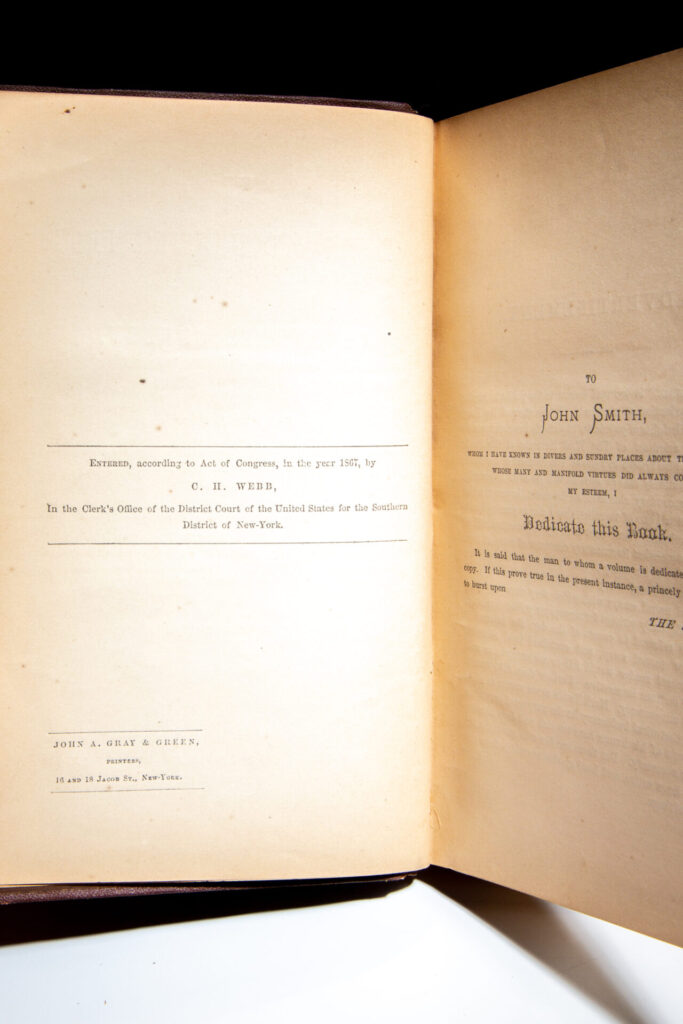 ENTERED, according to Act of Congress, in the year 1867, by
C. H. WEBB,
In the Clerk's Office of the District Court of the United States for the Southern
District of New-York.
JOHN A. GRAY & GREEN,
PRINTERS,
16 AND 18 JACOB ST., NEW-YORK.
TO
JOHN SMITH,
WHOM I HAVE KNOWN IN DIVERS AND SUNDRY PLACES ABOUT
WHOSE MANY AND MANIFOLD VIRTUES DID ALWAYS
MY ESTEEM, I
Dedicate this Book.
It is said that the man to whom a volume is
copy. If this prove true in the present instance, a princely
to burst upon
THE